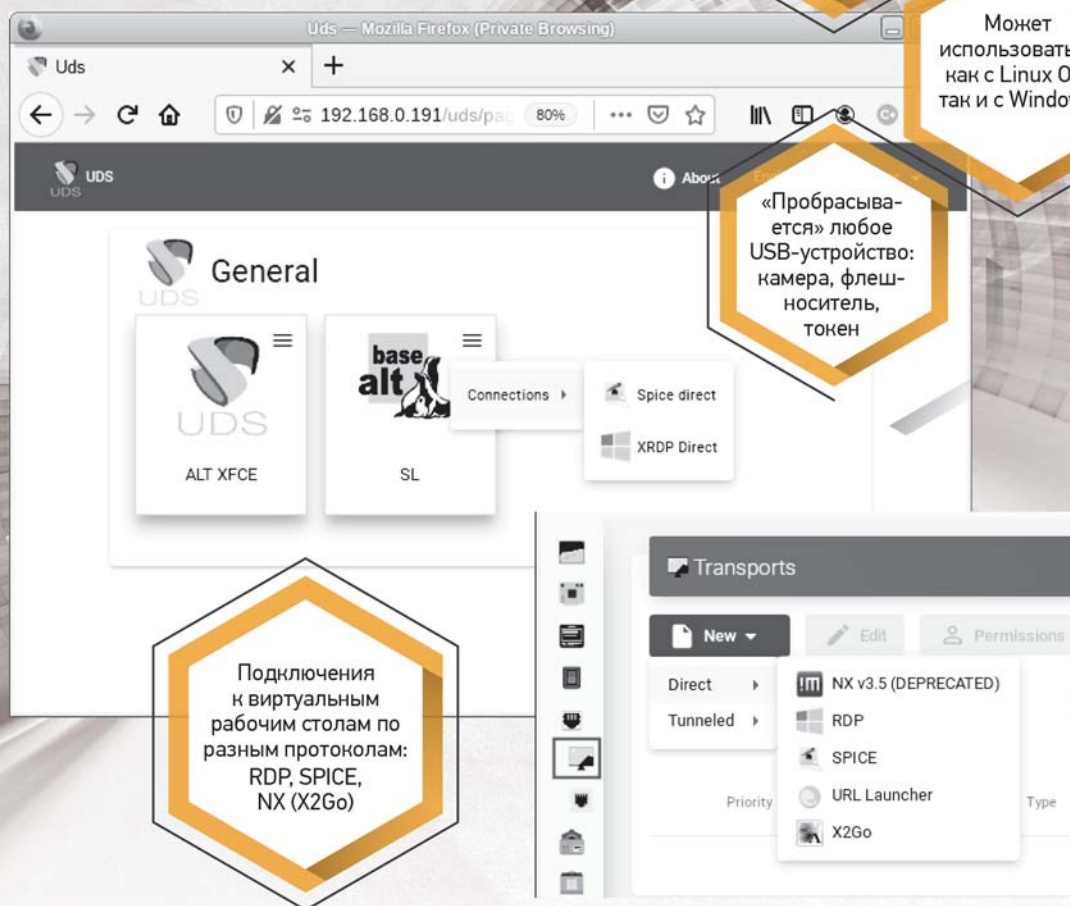 Uds — Mozilla Firefox (Private Browsing)
Uds
192.168.0.191/uds/pag
80%
UDS
UDS
About
General
UDS
UDS
ALT XFCE
base
alt
SL
Connections
Spice direct
XRDP Direct
Может
как с Linux
так и с
«Пробрасыва-
ется» любое
USB-устройство:
камера, флеш-
носитель,
токен
Подключения
к виртуальным
рабочим столам по
разным протоколам:
RDP, SPICE,
NX (X2Go)
Transports
New
Edit
Permissions
Direct
Tunneled
NX v3.5 (DEPRECATED)
RDP
SPICE
URL Launcher
X2Go
Priority
Type